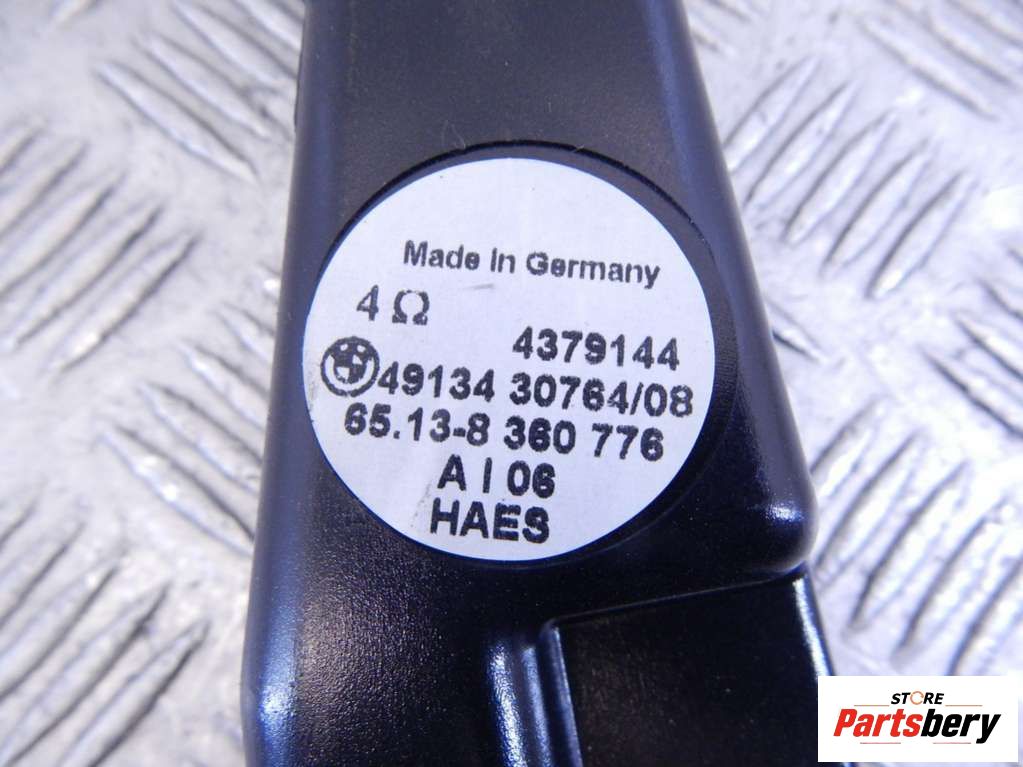 Made In Germany
4 Ω
4379144
49134 30764/08
65.13-8 360 776
A I 06
HAES
STORE
Partsbery